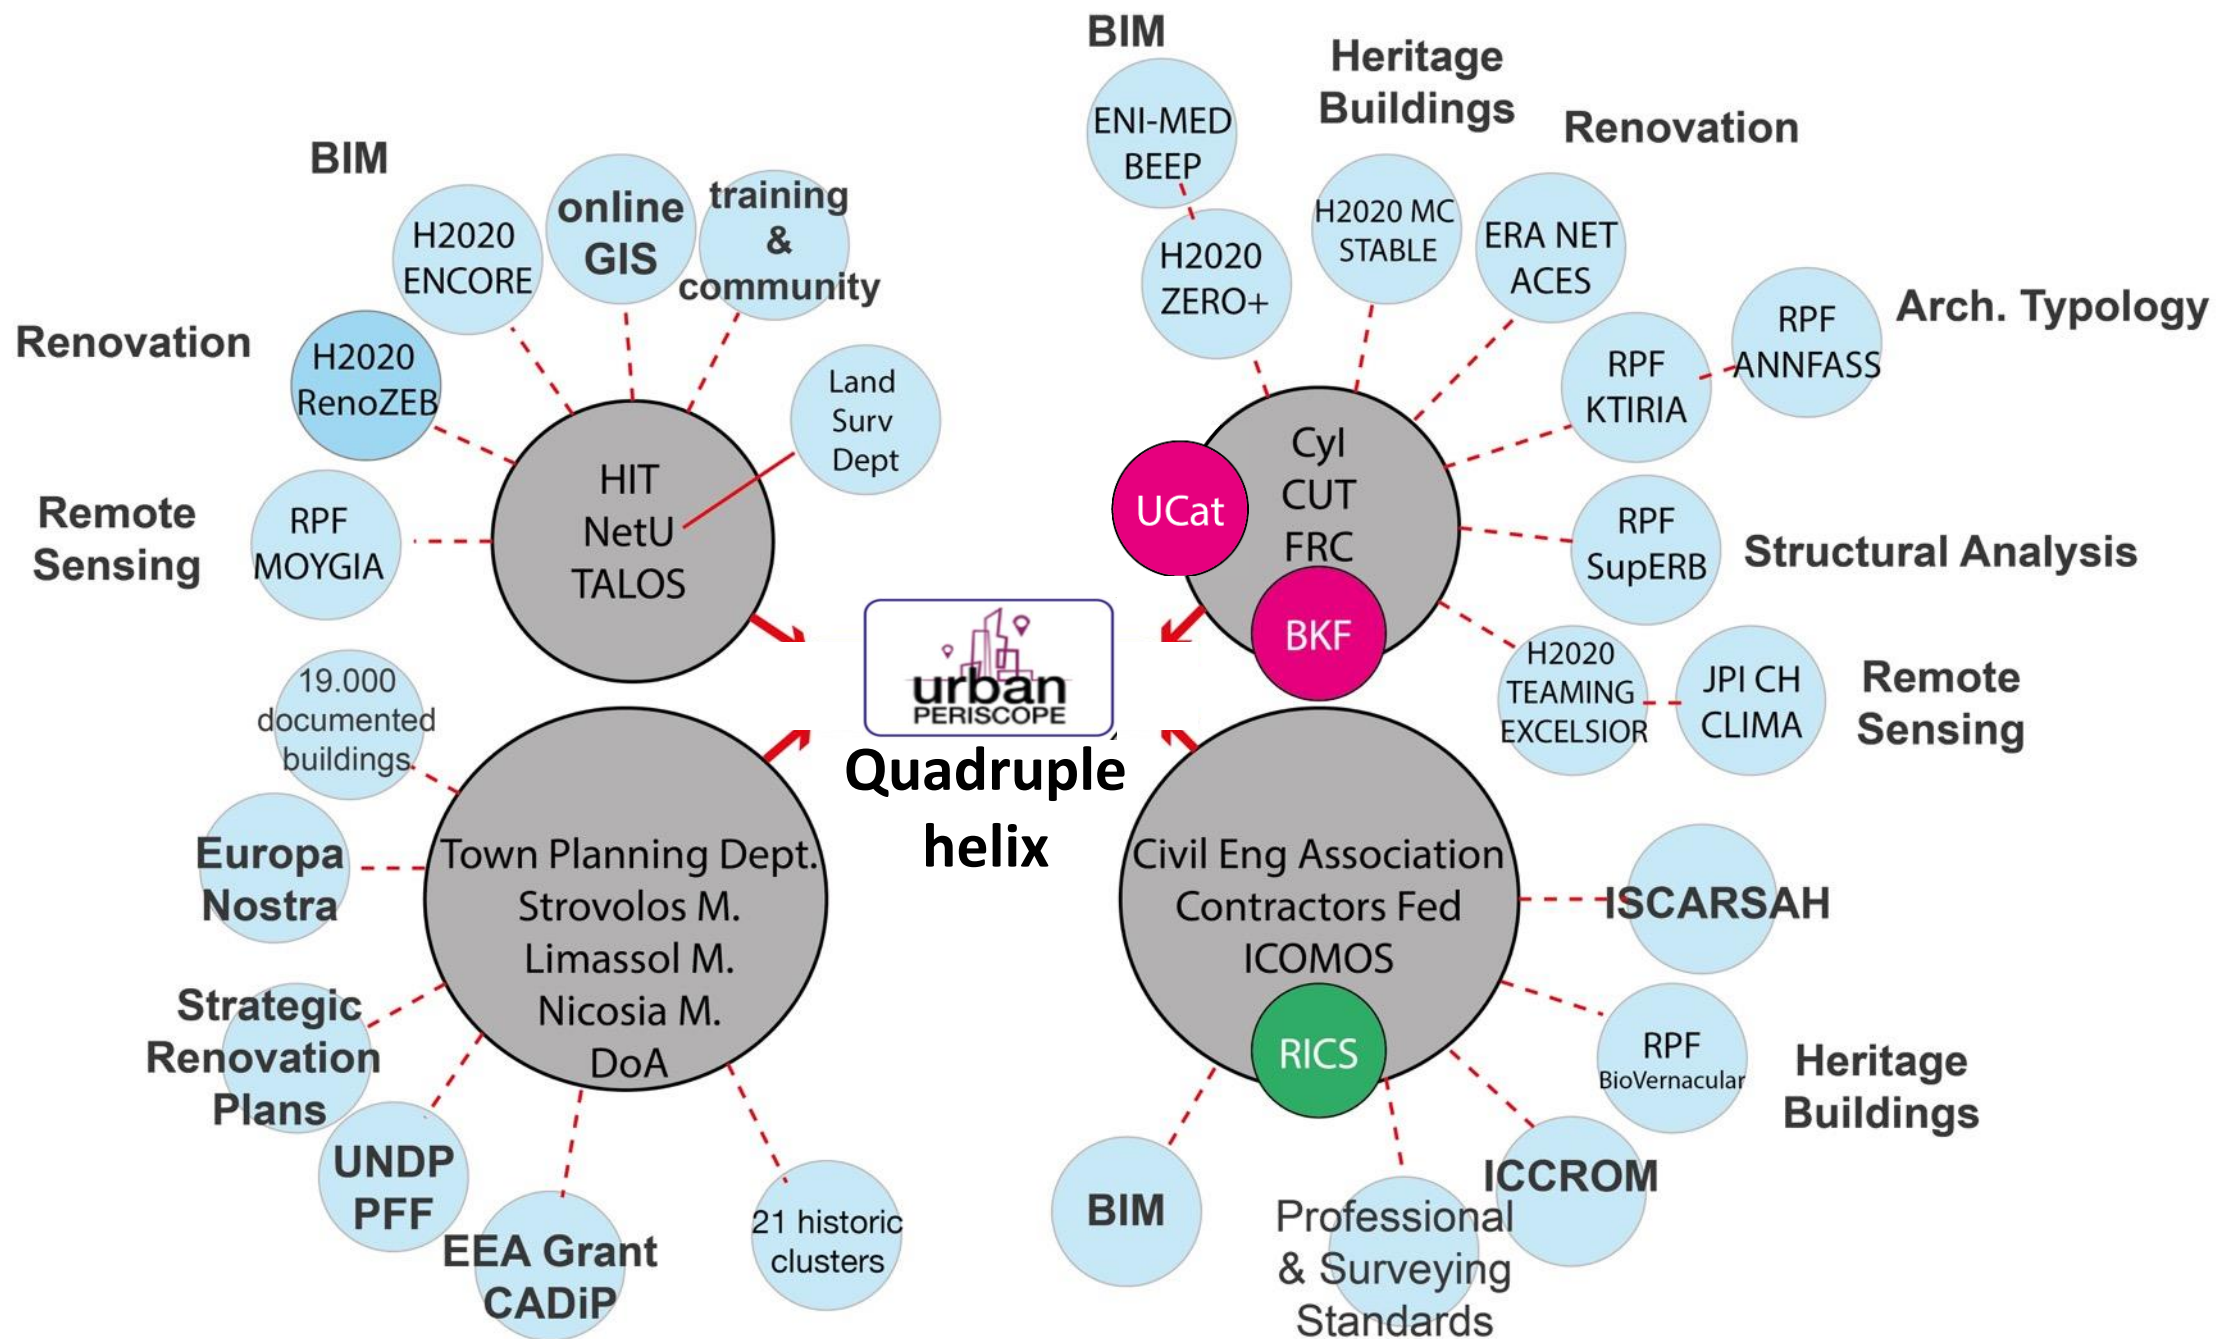 BIM
H2020
ENCORE
online
GIS
training
&
community
Renovation
H2020
RenoZEB
Land
Surv
Dept
Remote
Sensing
RPF
MOYGIA
HIT
NetU
TALOS
BIM
ENI-MED
BEEP
H2020
ZERO+
Heritage
Buildings
H2020 MC
STABLE
Renovation
ERA NET
ACES
RPF
KTIRIA
RPF
ANNFASS
Arch. Typology
CyI
CUT
FRC
UCat
BKF
RPF
SupERB
Structural Analysis
H2020
TEAMING
EXCELSIOR
JPI CH
CLIMA
Remote
Sensing
urban
PERISCOPE
Quadruple
helix
19.000
documented
buildings
Europa
Nostra
Town Planning Dept.
Strovolos M.
Limassol M.
Nicosia M.
DoA
Strategic
Renovation
Plans
UNDP
PFF
EEA Grant
CADiP
21 historic
clusters
Civil Eng Association
Contractors Fed
ICOMOS
RICS
ISCARSAH
RPF
BioVernacular
Heritage
Buildings
ICCROM
Professional
& Surveying
Standards
BIM